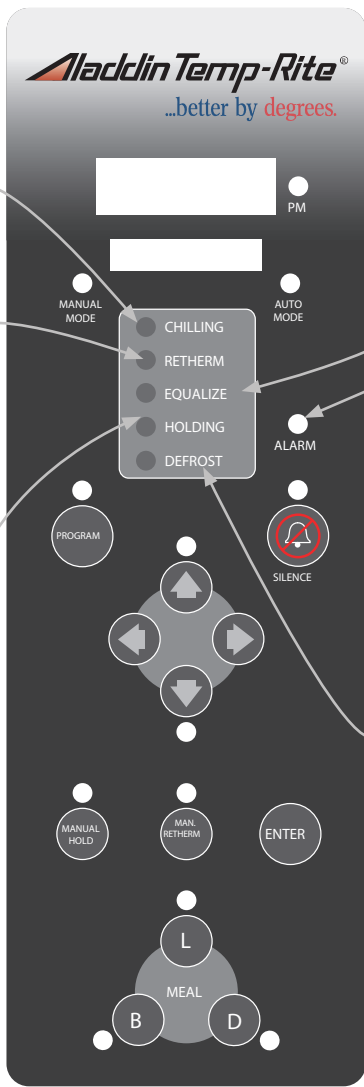 Aladdin Temp-Rite®
...better by degrees.
PM
MANUAL
MODE
AUTO
MODE
CHILLING
RETHERM
EQUALIZE
HOLDING
DEFROST
ALARM
PROGRAM
SILENCE
MANUAL
HOLD
MAN.
RETHERM
ENTER
L
MEAL
B
D